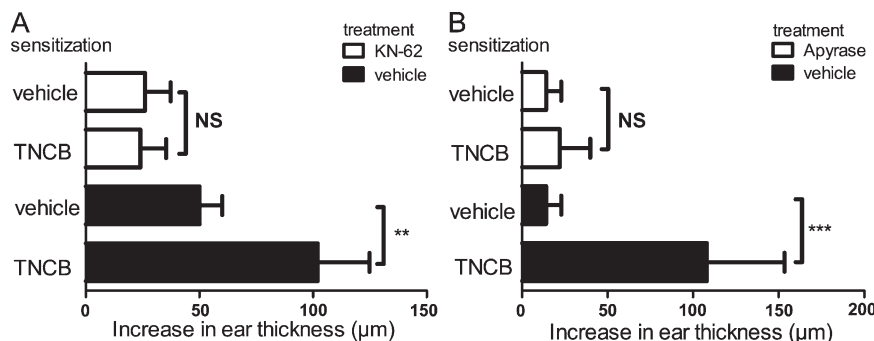 A
sensitization
treatment
KN-62
vehicle
vehicle
TNCB
vehicle
TNCB
NS
**
0 50 100 150
Increase in ear thickness (µm)
B
sensitization
treatment
Apyrase
vehicle
vehicle
TNCB
vehicle
TNCB
NS
***
0 50 100 150 200
Increase in ear thickness (µm)